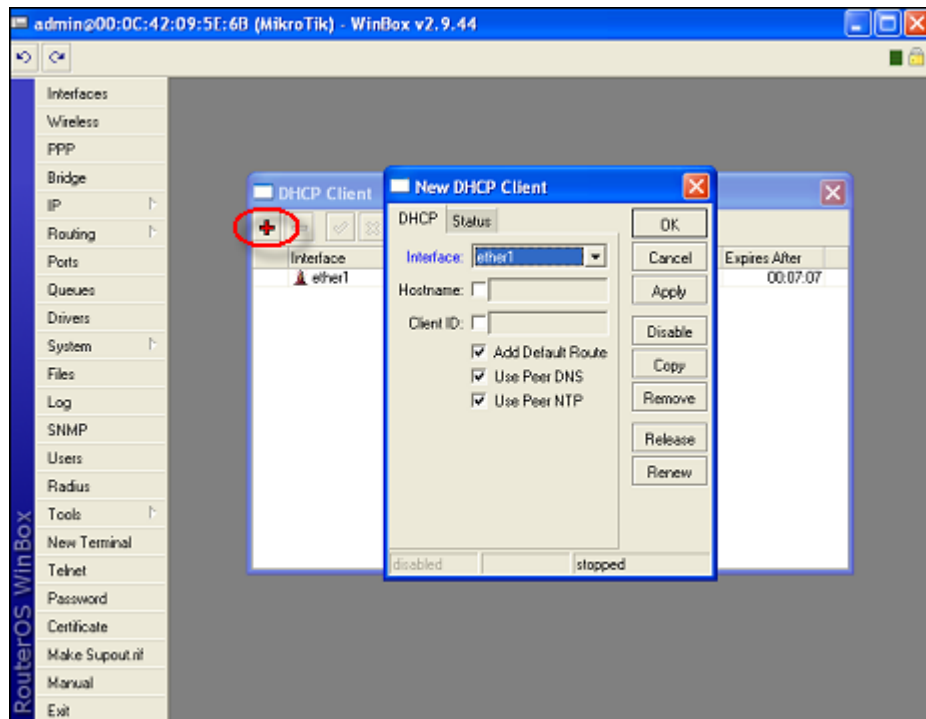 admin@00:0C:42:09:5E:6B (MikroTik) - WinBox v2.9.44
Interfaces
Wireless
PPP
Bridge
IP
Routing
Ports
Queues
Drivers
System
Files
Log
SNMP
Users
Radius
Tools
New Terminal
Telnet
Password
Certificate
Make Supout.rif
Manual
Exit
RouterOS WinBox
DHCP Client
Interface
Expires After
ether1
00:07:07
New DHCP Client
DHCP
Status
Interface: ether1
Hostname:
Client ID:
Add Default Route
Use Peer DNS
Use Peer NTP
OK
Cancel
Apply
Disable
Copy
Remove
Release
Renew
disabled
stopped